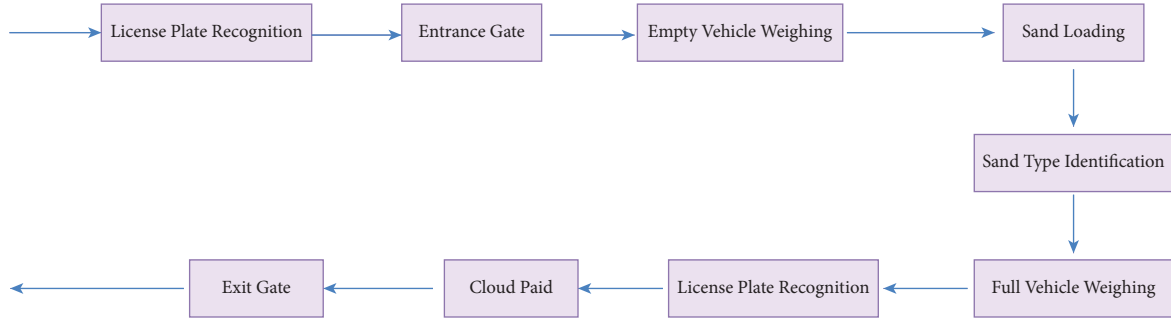 License Plate Recognition
Entrance Gate
Empty Vehicle Weighing
Sand Loading
Sand Type Identification
Full Vehicle Weighing
License Plate Recognition
Cloud Paid
Exit Gate